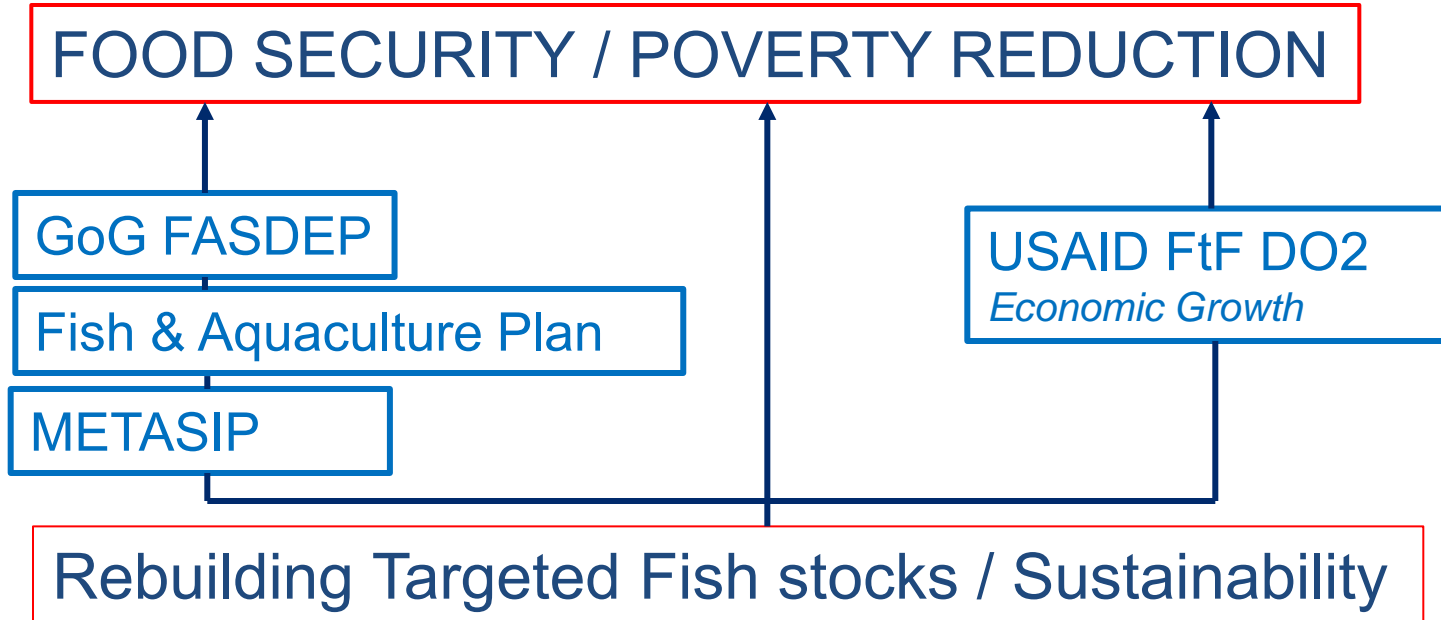 FOOD SECURITY / POVERTY REDUCTION
GoG FASDEP
Fish & Aquaculture Plan
METASIP
USAID FtF DO2
Economic Growth
Rebuilding Targeted Fish stocks / Sustainability